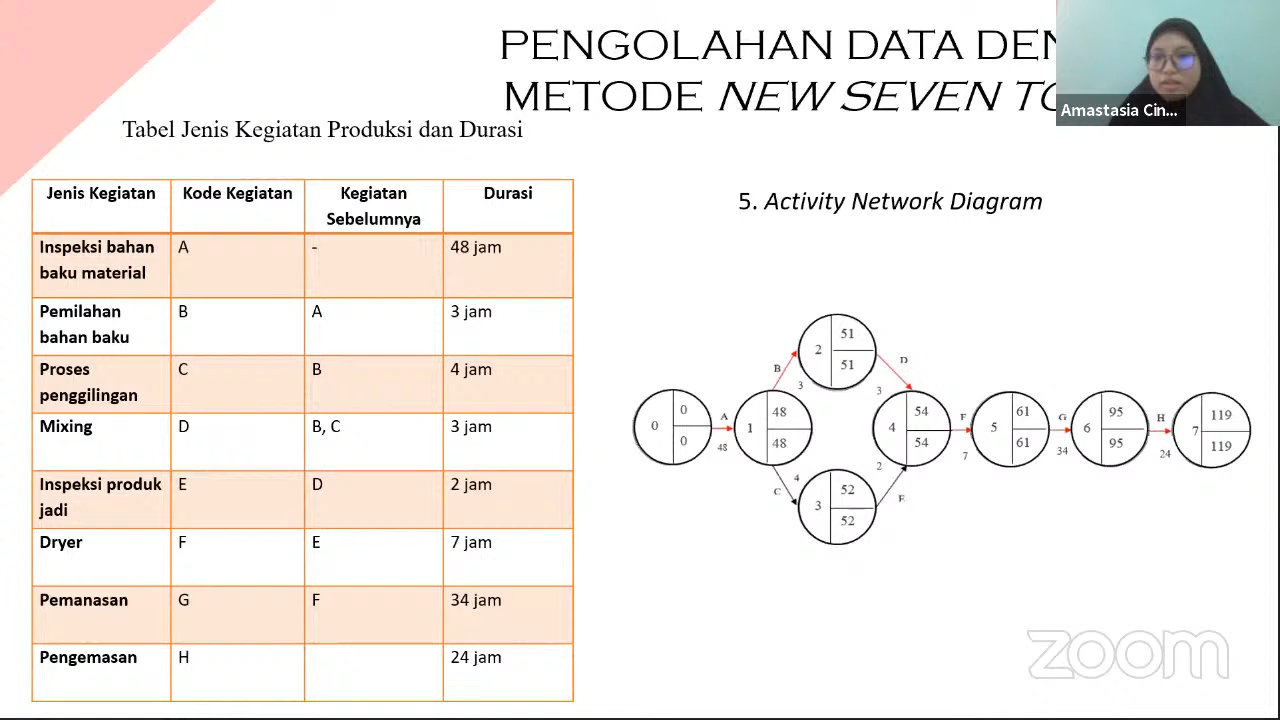 PENGOLAHAN DATA DEN
METODE NEW SEVEN TO
Amastasia Cin...
Tabel Jenis Kegiatan Produksi dan Durasi
Jenis Kegiatan Kode Kegiatan Kegiatan Sebelumnya Durasi
Inspeksi bahan baku material A - 48 jam
Pemilahan bahan baku B A 3 jam
Proses penggilingan C B 4 jam
Mixing D B, C 3 jam
Inspeksi produk jadi E D 2 jam
Dryer F E 7 jam
Pemanasan G F 34 jam
Pengemasan H 24 jam
5. Activity Network Diagram
0 0 0
A 48
1 48 48
B 3
2 51 51
D 3
C 4
3 52 52
E 2
4 54 54
F 7
5 61 61
G 34
6 95 95
H 24
7 119 119
zoom